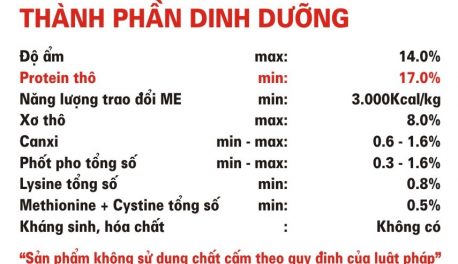 THÀNH PHẦN DINH DƯỠNG
Độ ẩm max: 14.0%
Protein thô min: 17.0%
Năng lượng trao đổi ME min: 3.000Kcal/kg
Xơ thô max: 8.0%
Canxi min - max: 0.6 - 1.6%
Phốt pho tổng số min - max: 0.3 - 1.6%
Lysine tổng số min: 0.8%
Methionine + Cystine tổng số min: 0.5%
Kháng sinh, hóa chất : Không có
“Sản phẩm không sử dụng chất cấm theo quy định của luật pháp”